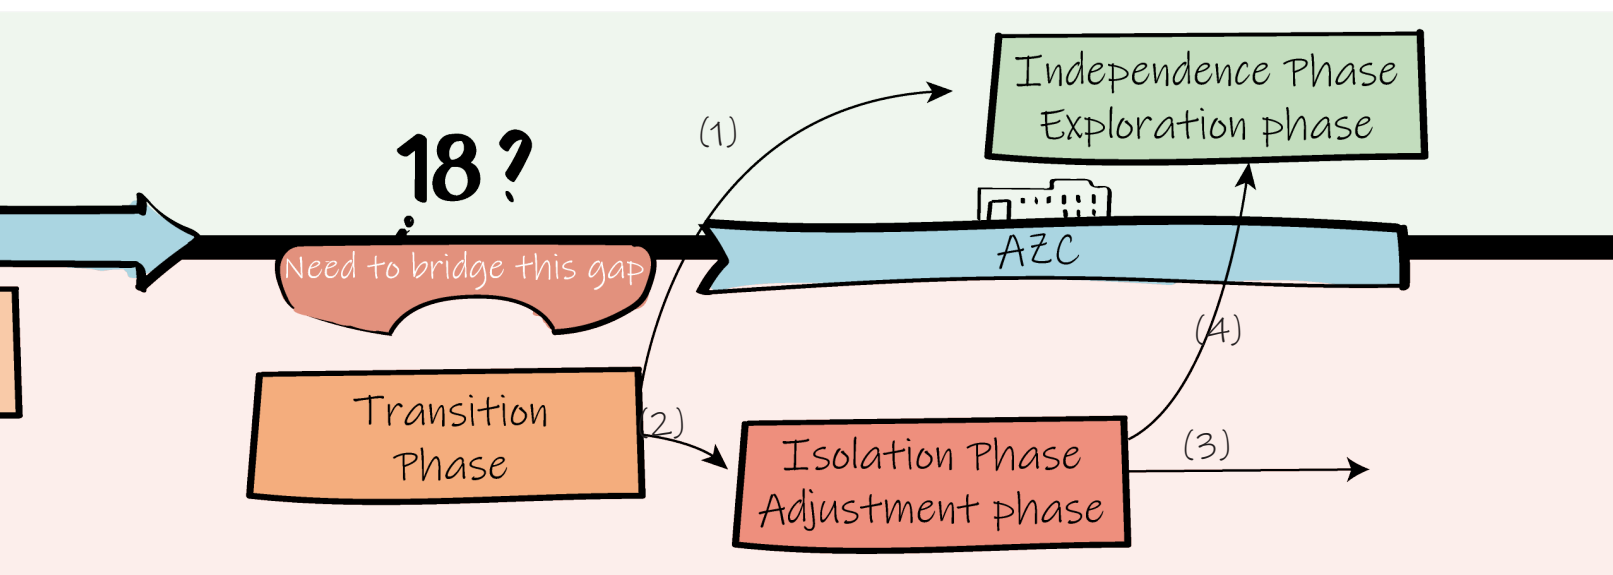 Independence Phase
Exploration phase
(1)
18?
AZC
Need to bridge this gap
(4)
Transition
Phase
(2)
Isolation Phase
Adjustment phase
(3)